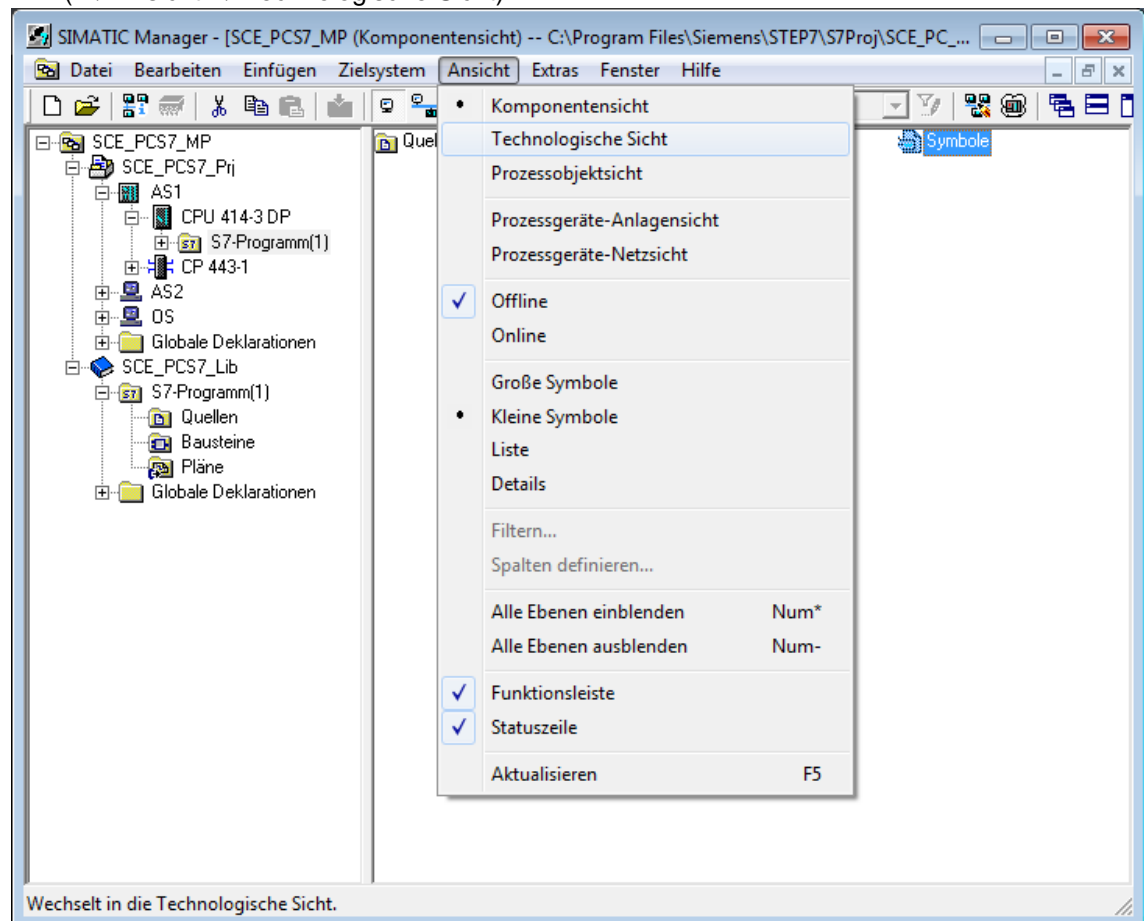 SIMATIC Manager - [SCE_PCS7_MP (Komponentensicht) -- C:\Program Files\Siemens\STEP7\S7Proj\SCE_PC_...
Datei Bearbeiten Einfügen Zielsystem Ansicht Extras Fenster Hilfe
SCE_PCS7_MP
SCE_PCS7_Prj
AS1
CPU 414-3 DP
S7-Programm(1)
CP 443-1
AS2
OS
Globale Deklarationen
SCE_PCS7_Lib
S7-Programm(1)
Quellen
Bausteine
Pläne
Globale Deklarationen
Symbole
Komponentensicht
Technologische Sicht
Prozessobjektsicht
Prozessgeräte-Anlagensicht
Prozessgeräte-Netzsicht
Offline
Online
Große Symbole
Kleine Symbole
Liste
Details
Filtern...
Spalten definieren...
Alle Ebenen einblenden Num*
Alle Ebenen ausblenden Num-
Funktionsleiste
Statuszeile
Aktualisieren F5
Wechselt in die Technologische Sicht.